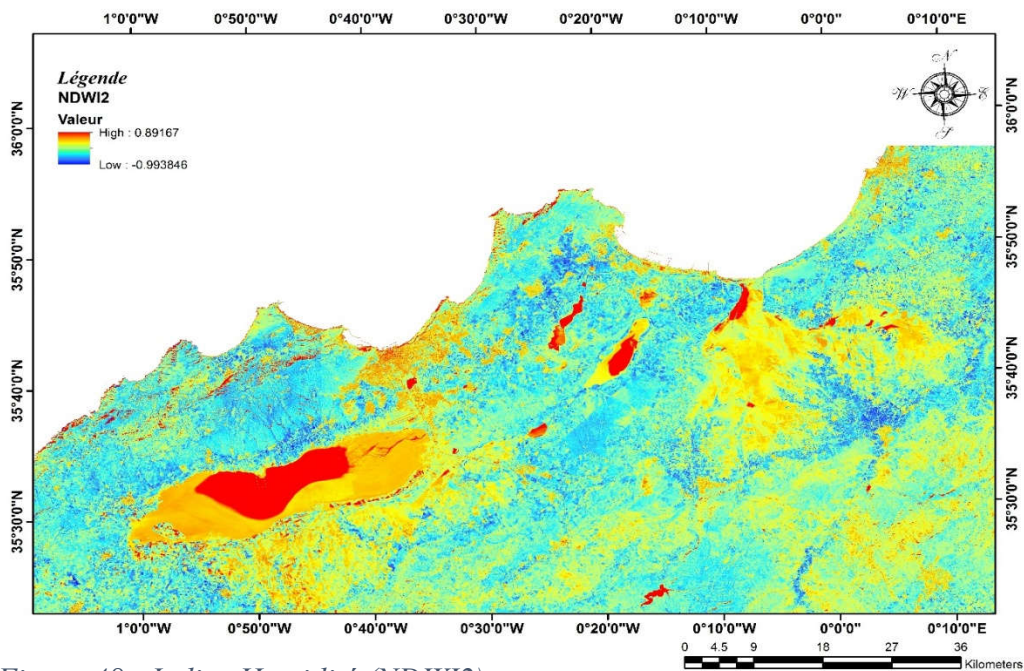 1°0'0"W 0°50'0"W 0°40'0"W 0°30'0"W 0°20'0"W 0°10'0"W 0°0'0" 0°10'0"E
Légende
NDWI2
Valeur
High : 0.89167
Low : -0.993846
N
W E
S
36°0'0"N 36°0'0"N
35°50'0"N 35°50'0"N
35°40'0"N 35°40'0"N
35°30'0"N 35°30'0"N
1°0'0"W 0°50'0"W 0°40'0"W 0°30'0"W 0°20'0"W 0°10'0"W 0°0'0" 0°10'0"E
0 4.5 9 18 27 36
Kilometers